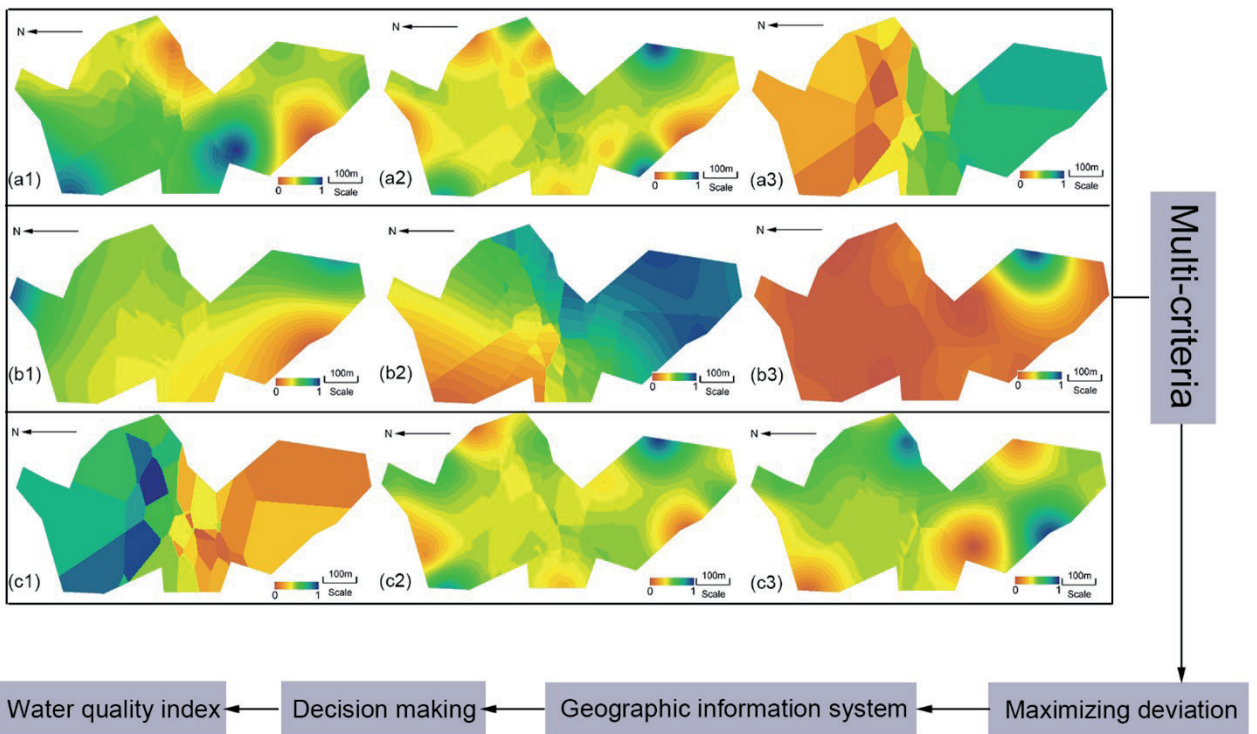 N
N
N
(a1)
0 1
100m
Scale
(a2)
0 1
100m
Scale
(a3)
0 1
100m
Scale
N
N
N
(b1)
0 1
100m
Scale
(b2)
0 1
100m
Scale
(b3)
0 1
100m
Scale
N
N
N
(c1)
0 1
100m
Scale
(c2)
0 1
100m
Scale
(c3)
0 1
100m
Scale
Multi-criteria
Water quality index
Decision making
Geographic information system
Maximizing deviation